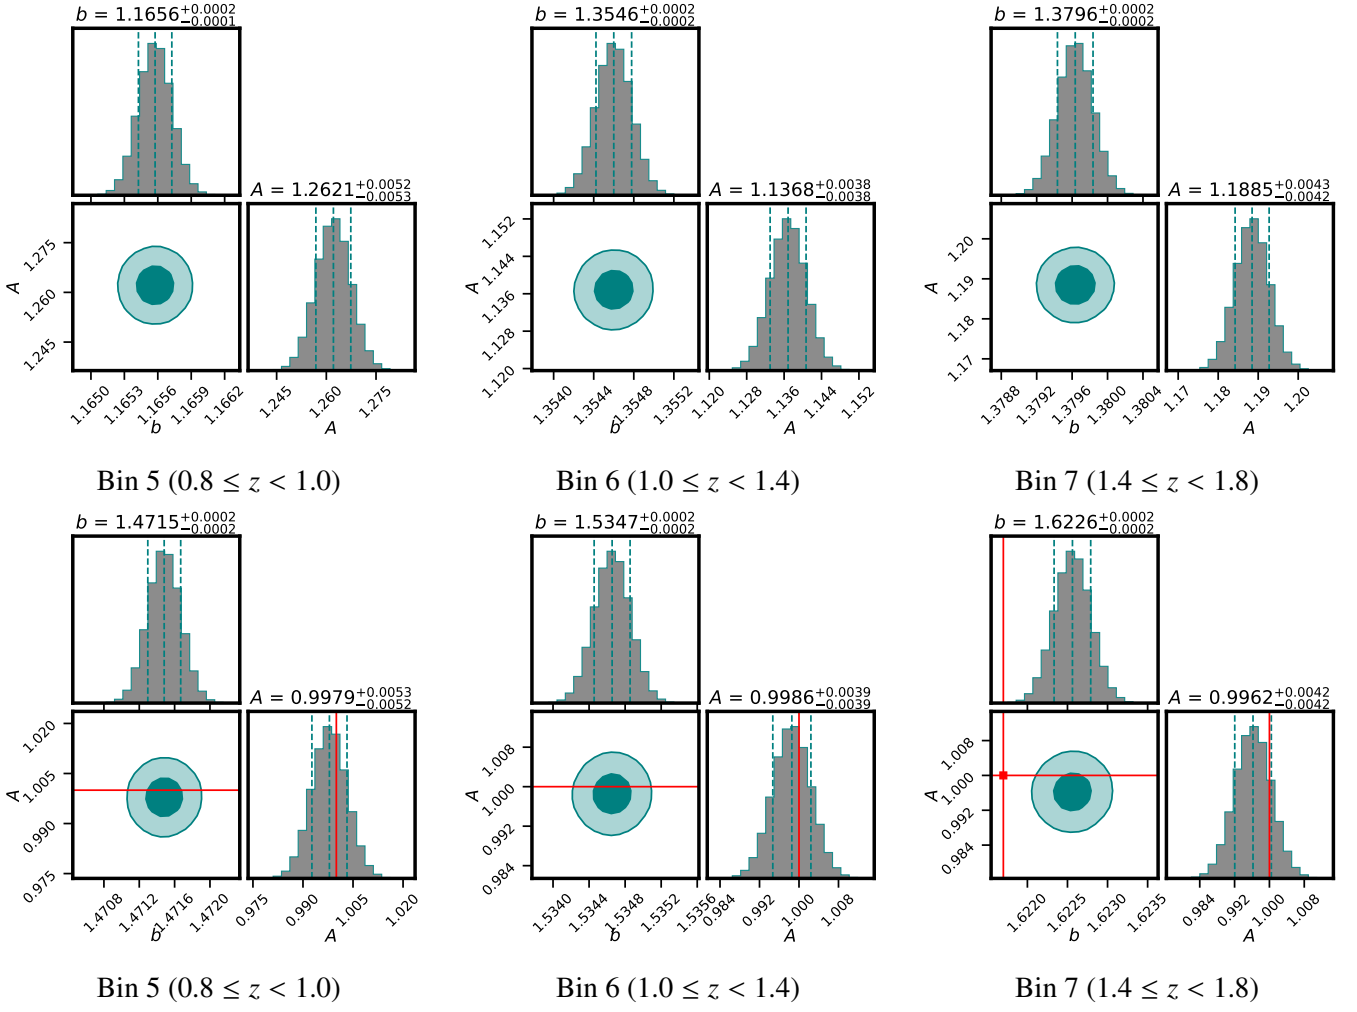 b = 1.1656 +0.0002 −0.0001
b = 1.3546 +0.0002 −0.0002
b = 1.3796 +0.0002 −0.0002
A = 1.2621 +0.0052 −0.0053
A = 1.1368 +0.0038 −0.0038
A = 1.1885 +0.0043 −0.0042
A
1.275
1.260
1.245
1.1650 1.1653 1.1656 1.1659 1.1662
b
1.245 1.260 1.275
A
A
1.152
1.144
1.136
1.128
1.120
1.3540 1.3544 1.3548 1.3552
b
1.120 1.128 1.136 1.144 1.152
A
A
1.20
1.19
1.18
1.17
1.3788 1.3792 1.3796 1.3800 1.3804
b
1.17 1.18 1.19 1.20
A
Bin 5 (0.8 ≤ z < 1.0)
Bin 6 (1.0 ≤ z < 1.4)
Bin 7 (1.4 ≤ z < 1.8)
b = 1.4715 +0.0002 −0.0002
b = 1.5347 +0.0002 −0.0002
b = 1.6226 +0.0002 −0.0002
A = 0.9979 +0.0053 −0.0052
A = 0.9986 +0.0039 −0.0039
A = 0.9962 +0.0042 −0.0042
A
1.020
1.005
0.990
0.975
1.4708 1.4712 1.4716 1.4720
b
0.975 0.990 1.005 1.020
A
A
1.008
1.000
0.992
0.984
1.5340 1.5344 1.5348 1.5352 1.5356
b
0.984 0.992 1.000 1.008
A
A
1.008
1.000
0.992
0.984
1.6220 1.6225 1.6230 1.6235
b
0.984 0.992 1.000 1.008
A
Bin 5 (0.8 ≤ z < 1.0)
Bin 6 (1.0 ≤ z < 1.4)
Bin 7 (1.4 ≤ z < 1.8)